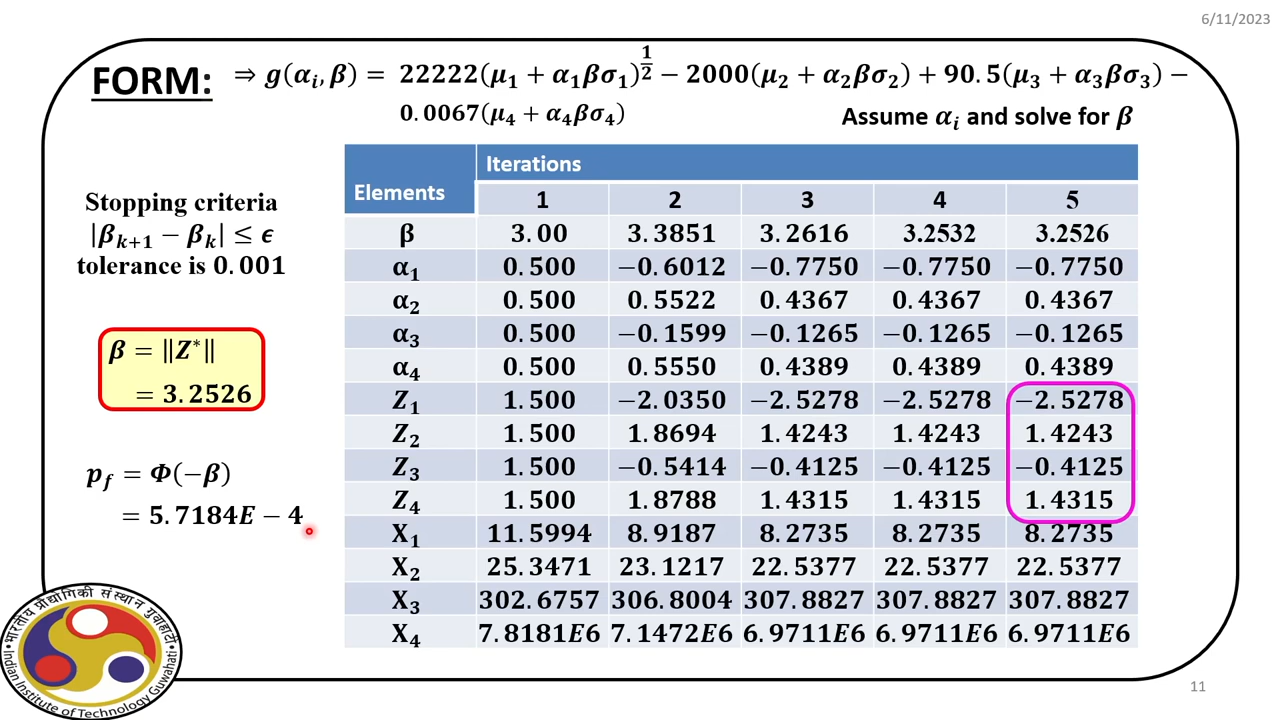 6/11/2023
FORM: ⇒ g(αᵢ, β) = 22222(μ₁ + α₁βσ₁)^(1/2) − 2000(μ₂ + α₂βσ₂) + 90.5(μ₃ + α₃βσ₃) −
0.0067(μ₄ + α₄βσ₄)
Assume αᵢ and solve for β
Stopping criteria
|βₖ₊₁ − βₖ| ≤ ϵ
tolerance is 0.001
β = ‖Z*‖
= 3.2526
p_f = Φ(−β)
= 5.7184E − 4
Elements Iterations
1 2 3 4 5
β 3.00 3.3851 3.2616 3.2532 3.2526
α₁ 0.500 −0.6012 −0.7750 −0.7750 −0.7750
α₂ 0.500 0.5522 0.4367 0.4367 0.4367
α₃ 0.500 −0.1599 −0.1265 −0.1265 −0.1265
α₄ 0.500 0.5550 0.4389 0.4389 0.4389
Z₁ 1.500 −2.0350 −2.5278 −2.5278 −2.5278
Z₂ 1.500 1.8694 1.4243 1.4243 1.4243
Z₃ 1.500 −0.5414 −0.4125 −0.4125 −0.4125
Z₄ 1.500 1.8788 1.4315 1.4315 1.4315
X₁ 11.5994 8.9187 8.2735 8.2735 8.2735
X₂ 25.3471 23.1217 22.5377 22.5377 22.5377
X₃ 302.6757 306.8004 307.8827 307.8827 307.8827
X₄ 7.8181E6 7.1472E6 6.9711E6 6.9711E6 6.9711E6
भारतीय प्रौद्योगिकी संस्थान गुवाहाटी
Indian Institute of Technology Guwahati
11